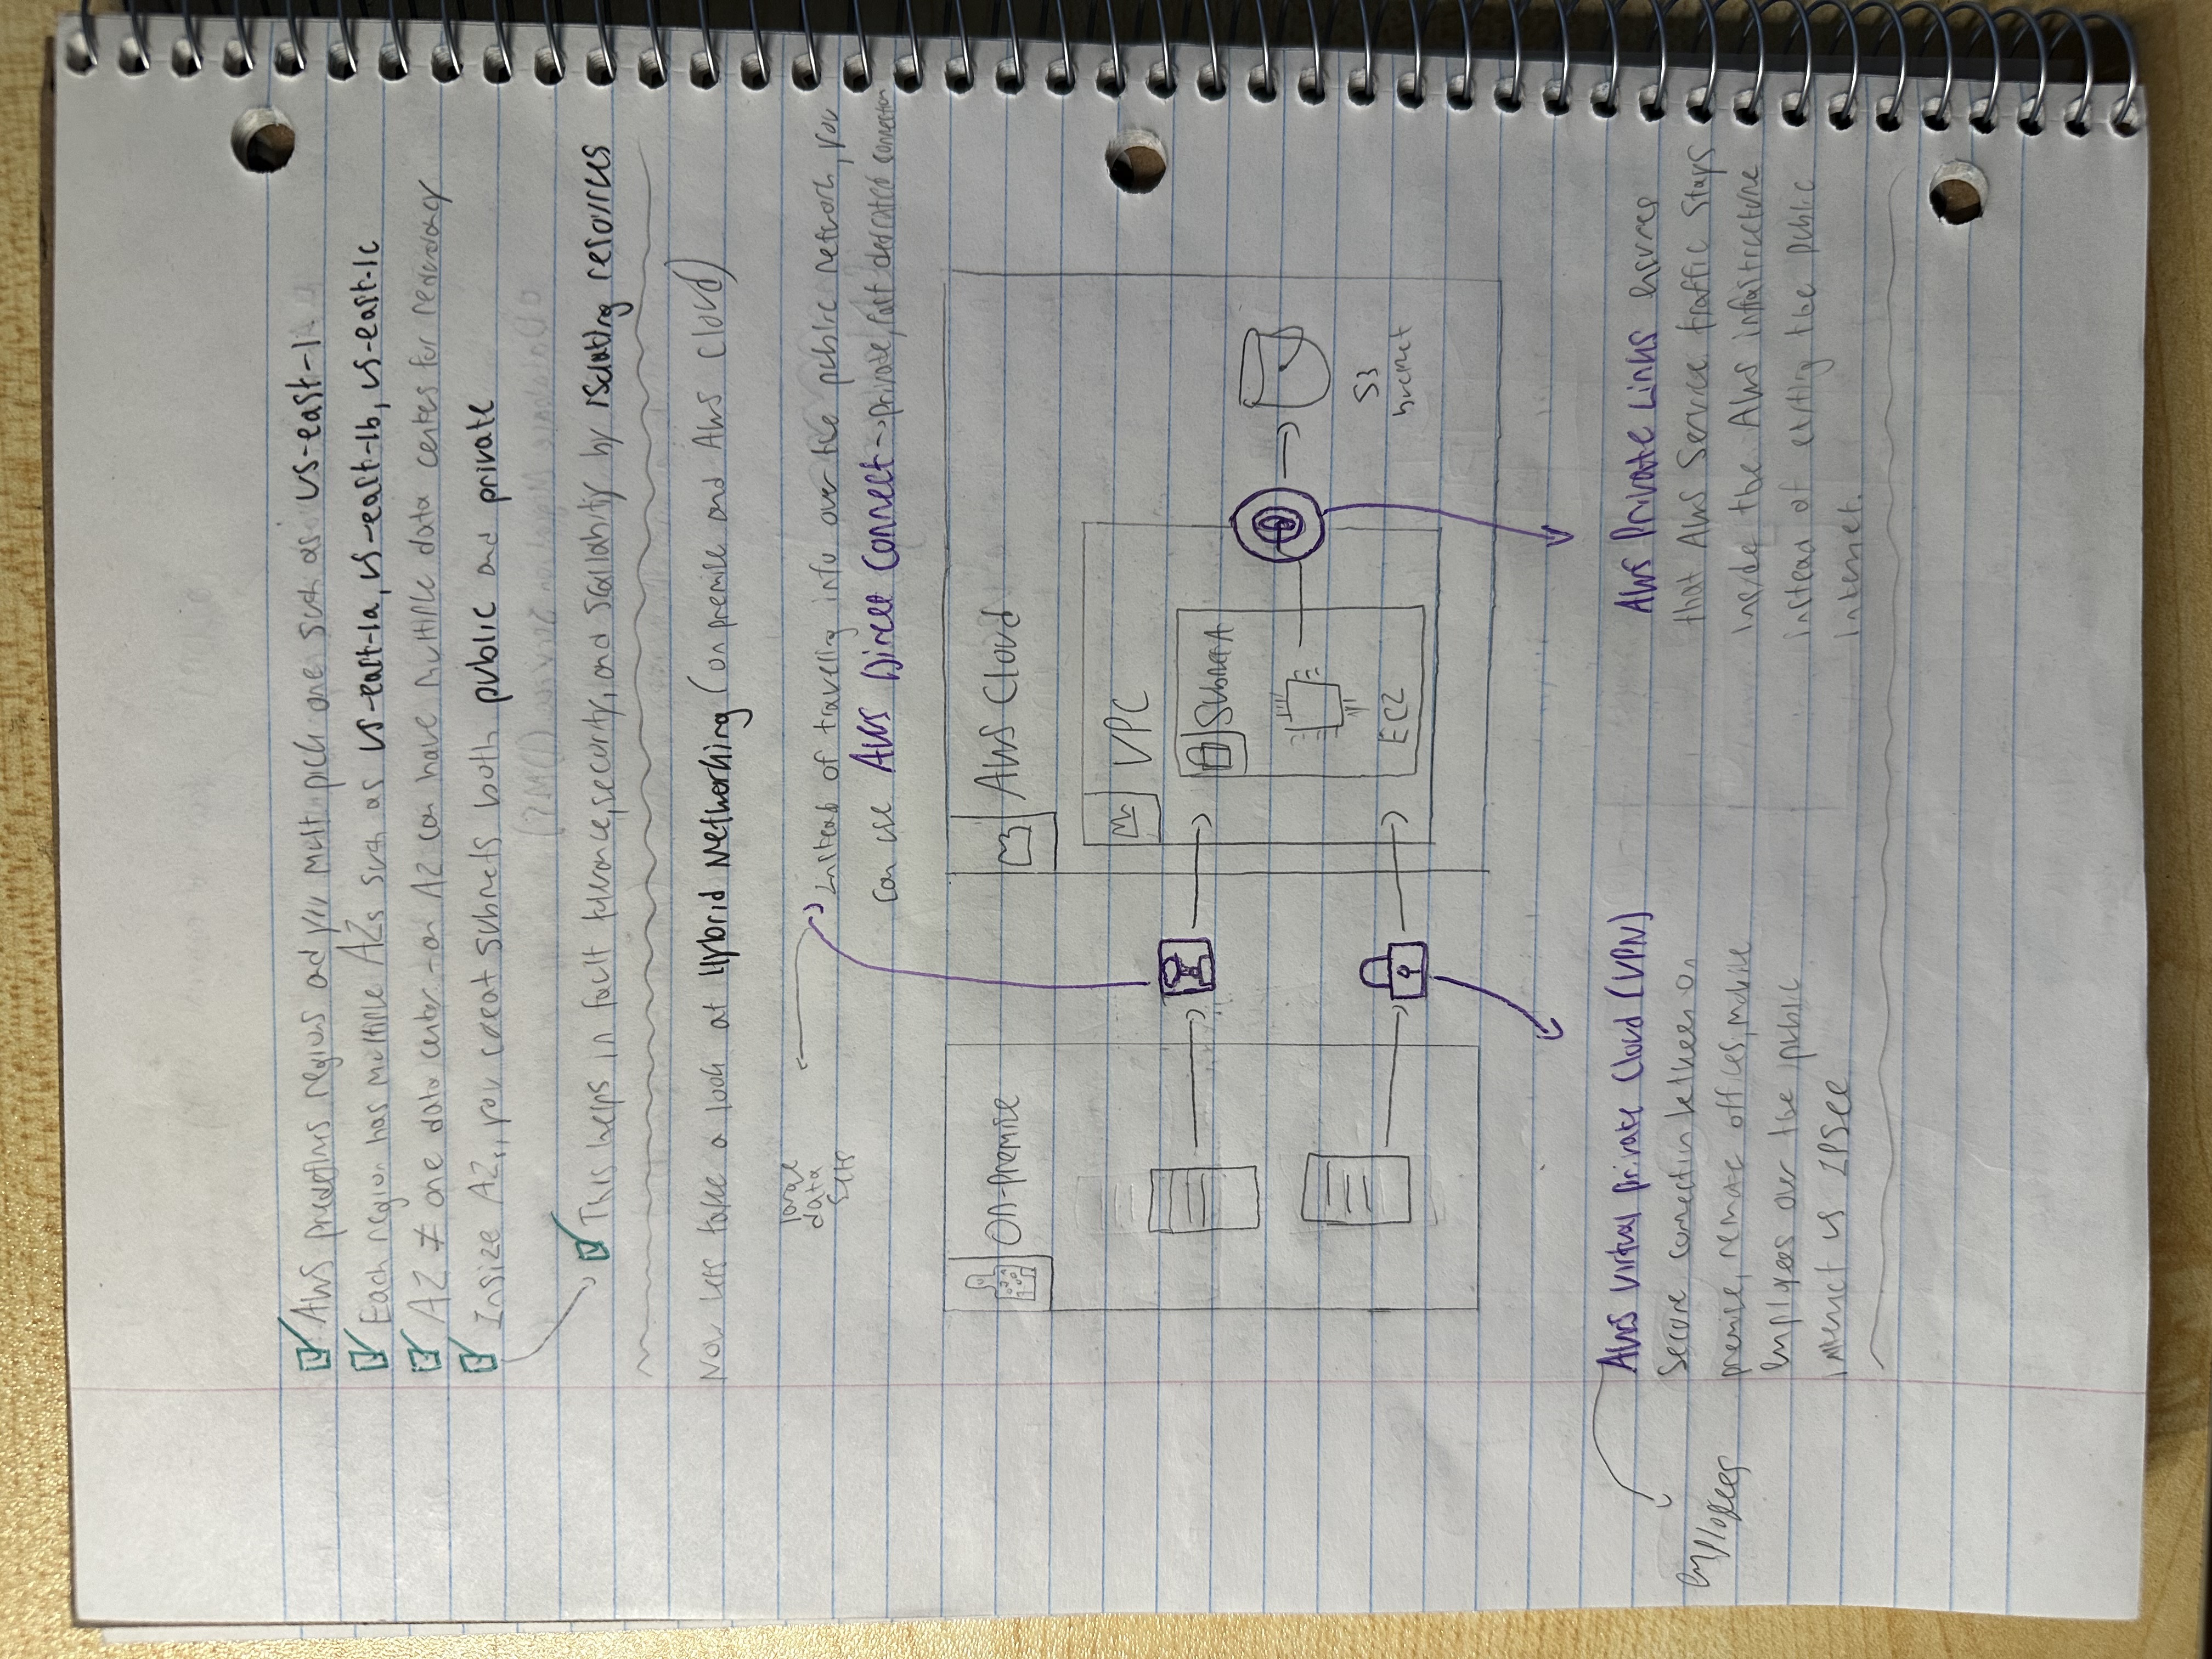 AWS predefines regions and you must pick one such as us-east-1.
Each region has multiple AZs such as us-east-1a, us-east-1b, us-east-1c
AZ ≠ one data center - an AZ can have multiple data centers for redundancy
Insize AZs, you creat subnets both public and private
This helps in fault tolerance, security, and scallability by isolating resources
Now lets take a look at Hybrid Networking (on premise and AWS Cloud)
large
data
sets
Instead of traveling info over the public network, you
can use AWS Direct Connect → private, fast dedicated connection
On-premise
AWS Cloud
VPC
Subnet A
EC2
S3
bucket
AWS Virtual Private Cloud (VPN)
Secure connection between on
premise, remote offices, mobile
employees over the public
internet us IPSec
employees
AWS Private Links ensures
that AWS Service traffic stays
inside the AWS infrastructure
instead of exiting the public
internet.